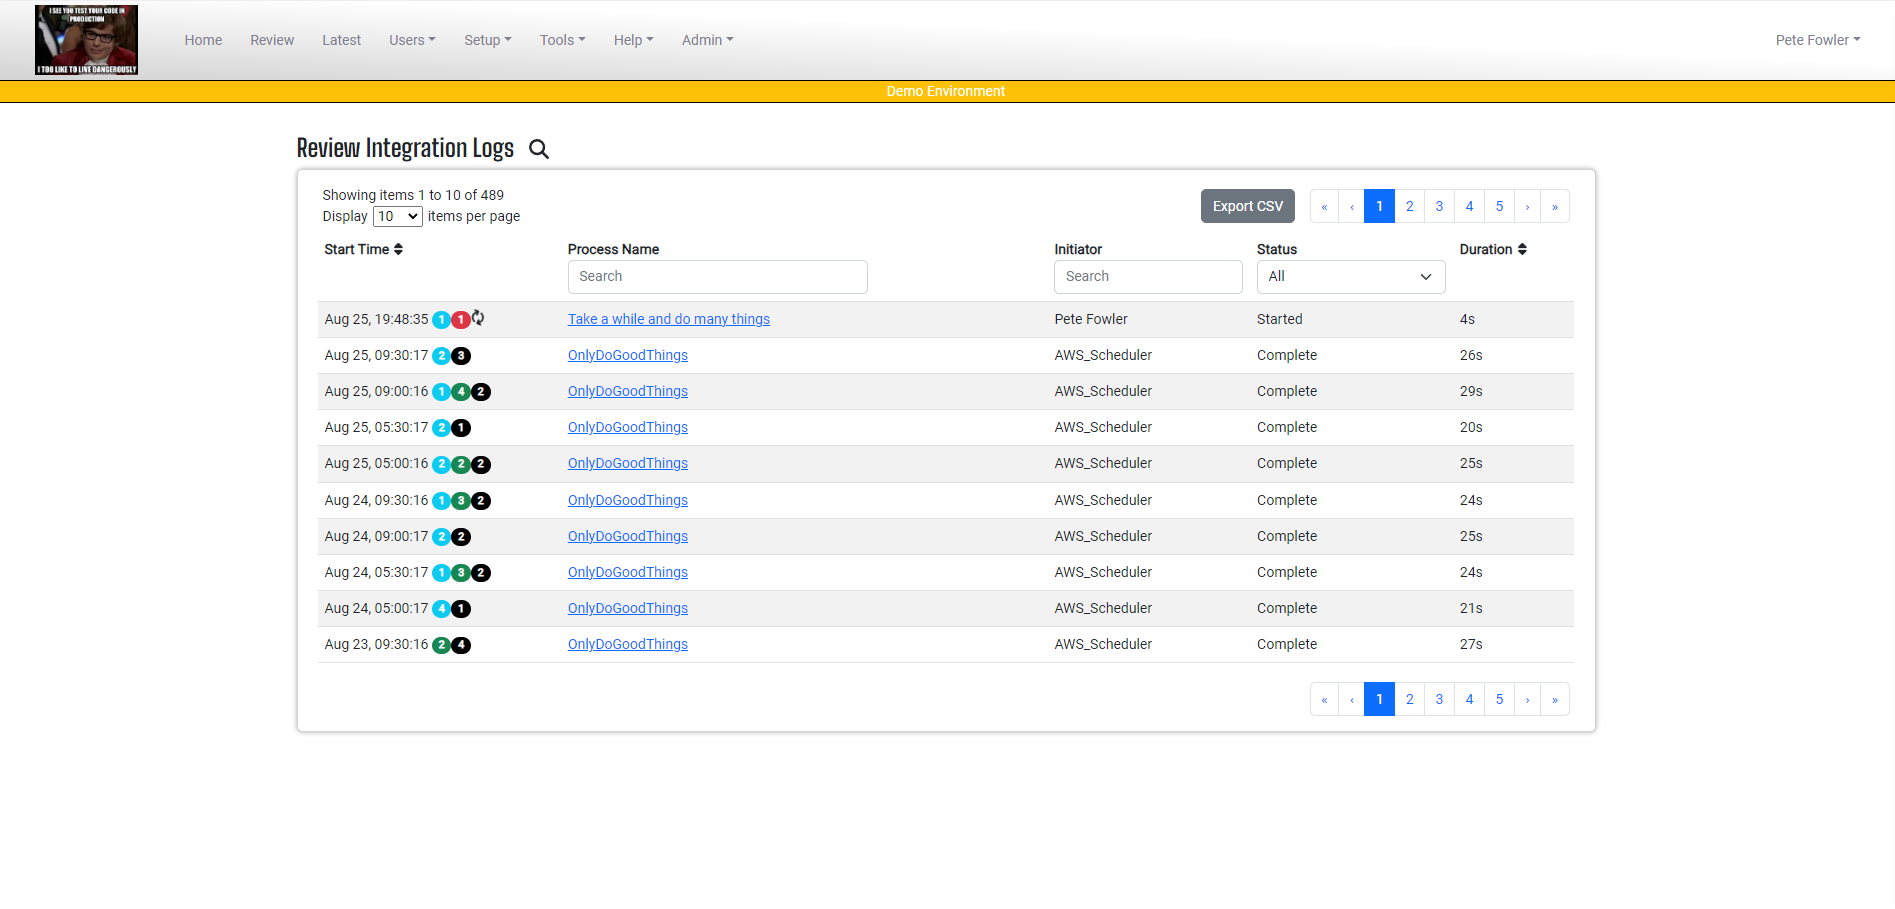 I SEE YOU TEST YOUR CODE IN
PRODUCTION
I TOO LIKE TO LIVE DANGEROUSLY
Home Review Latest Users Setup Tools Help Admin Pete Fowler
Demo Environment
Review Integration Logs
Showing items 1 to 10 of 489
Display 10 items per page
Export CSV « ‹ 1 2 3 4 5 › »
Start Time Process Name Initiator Status Duration
Search Search All
Aug 25, 19:48:35 1 1 Take a while and do many things Pete Fowler Started 4s
Aug 25, 09:30:17 2 3 OnlyDoGoodThings AWS_Scheduler Complete 26s
Aug 25, 09:00:16 1 4 2 OnlyDoGoodThings AWS_Scheduler Complete 29s
Aug 25, 05:30:17 2 1 OnlyDoGoodThings AWS_Scheduler Complete 20s
Aug 25, 05:00:16 2 2 2 OnlyDoGoodThings AWS_Scheduler Complete 25s
Aug 24, 09:30:16 1 3 2 OnlyDoGoodThings AWS_Scheduler Complete 24s
Aug 24, 09:00:17 2 2 OnlyDoGoodThings AWS_Scheduler Complete 25s
Aug 24, 05:30:17 1 3 2 OnlyDoGoodThings AWS_Scheduler Complete 24s
Aug 24, 05:00:17 4 1 OnlyDoGoodThings AWS_Scheduler Complete 21s
Aug 23, 09:30:16 2 4 OnlyDoGoodThings AWS_Scheduler Complete 27s
« ‹ 1 2 3 4 5 › »